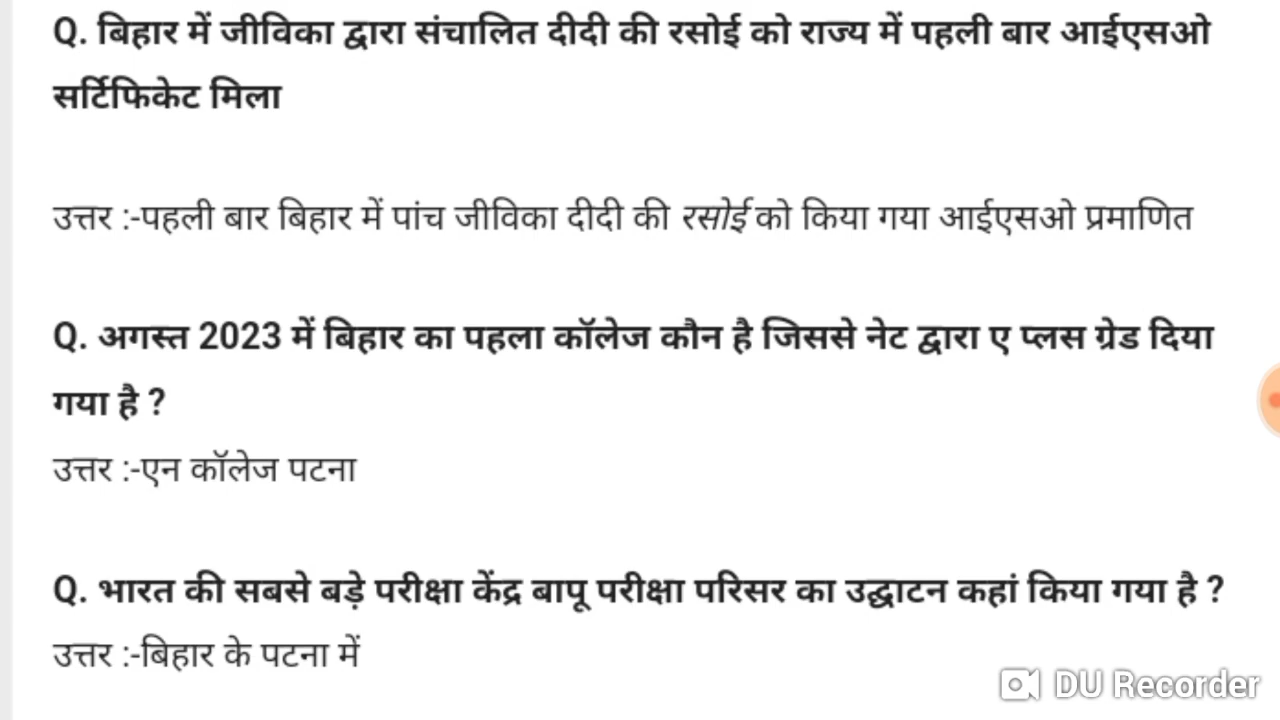 Q. बिहार में जीविका द्वारा संचालित दीदी की रसोई को राज्य में पहली बार आईएसओ
सर्टिफिकेट मिला
उत्तर :-पहली बार बिहार में पांच जीविका दीदी की रसोई को किया गया आईएसओ प्रमाणित
Q. अगस्त 2023 में बिहार का पहला कॉलेज कौन है जिससे नेट द्वारा ए प्लस ग्रेड दिया
गया है ?
उत्तर :-एन कॉलेज पटना
Q. भारत की सबसे बड़े परीक्षा केंद्र बापू परीक्षा परिसर का उद्घाटन कहां किया गया है ?
उत्तर :-बिहार के पटना में
DU Recorder